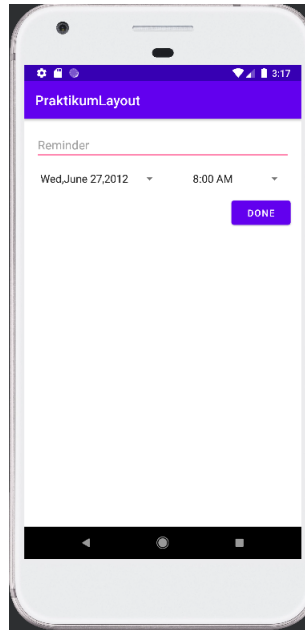 3:17
PraktikumLayout
Reminder
Wed,June 27,2012 8:00 AM
DONE